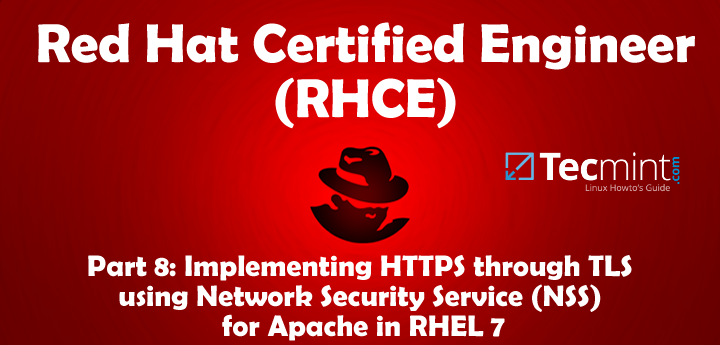 Red Hat Certified Engineer
(RHCE)
Tecmint.com
Linux Howto's Guide
Part 8: Implementing HTTPS through TLS
using Network Security Service (NSS)
for Apache in RHEL 7